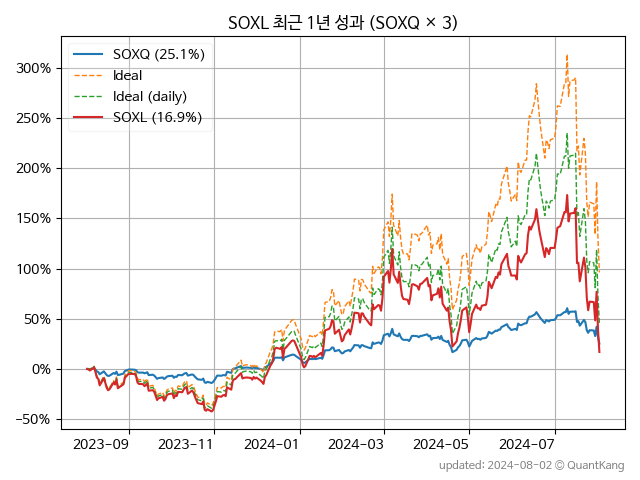 SOXL 최근 1년 성과 (SOXQ × 3)
SOXQ (25.1%)
Ideal
Ideal (daily)
SOXL (16.9%)
300%
250%
200%
150%
100%
50%
0%
−50%
2023-09
2023-11
2024-01
2024-03
2024-05
2024-07
updated: 2024-08-02 © QuantKang